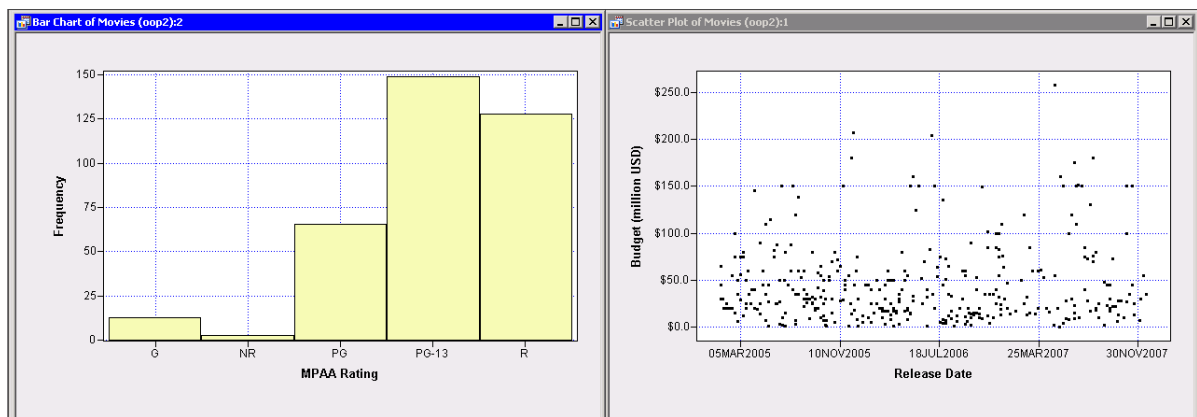 Bar Chart of Movies (oop2):2
150
125
100
75
50
25
0
Frequency
G NR PG PG-13 R
MPAA Rating
Scatter Plot of Movies (oop2):1
$250.0
$200.0
$150.0
$100.0
$50.0
$0.0
Budget (million USD)
05MAR2005 10NOV2005 18JUL2006 25MAR2007 30NOV2007
Release Date